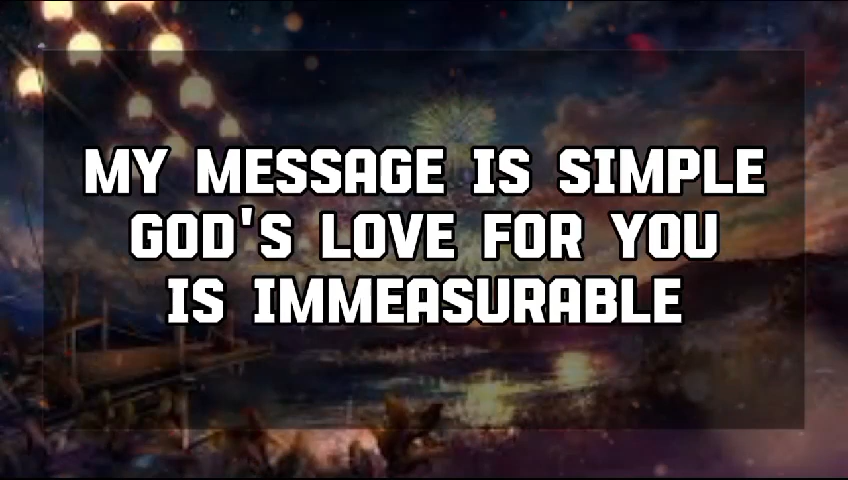 MY MESSAGE IS SIMPLE
GOD'S LOVE FOR YOU
IS IMMEASURABLE